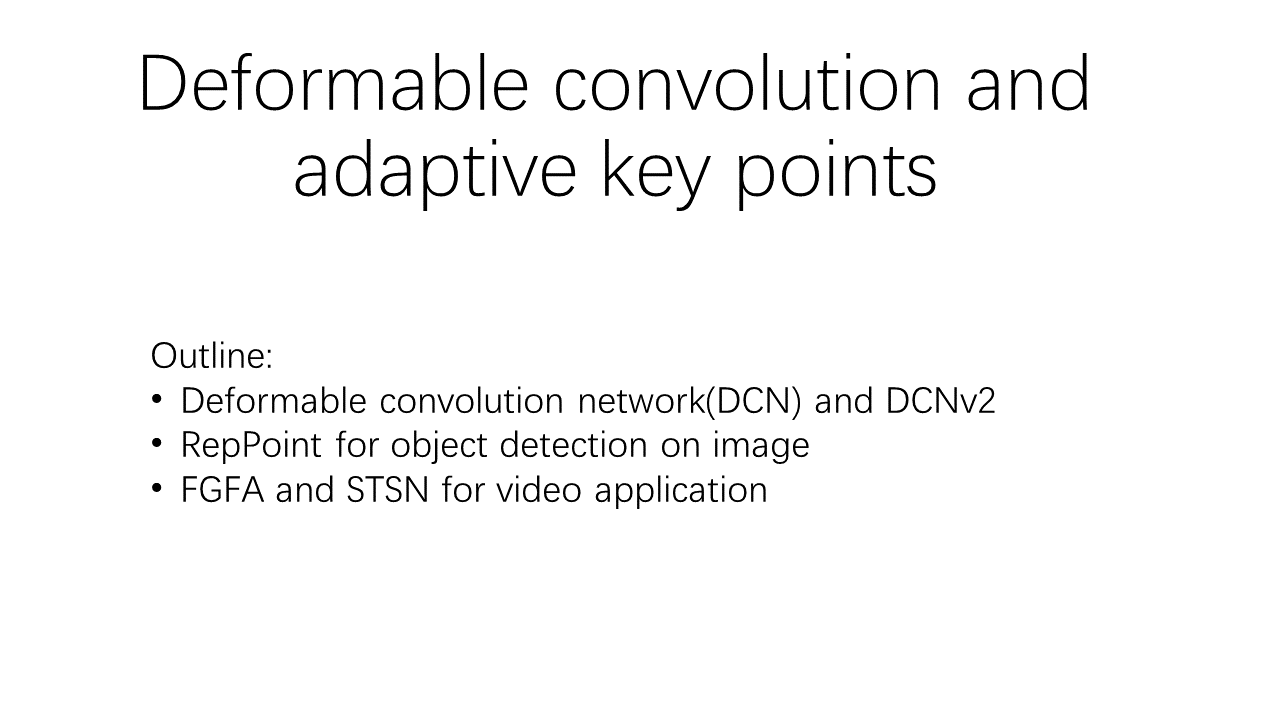 Deformable convolution and
adaptive key points
Outline:
• Deformable convolution network(DCN) and DCNv2
• RepPoint for object detection on image
• FGFA and STSN for video application